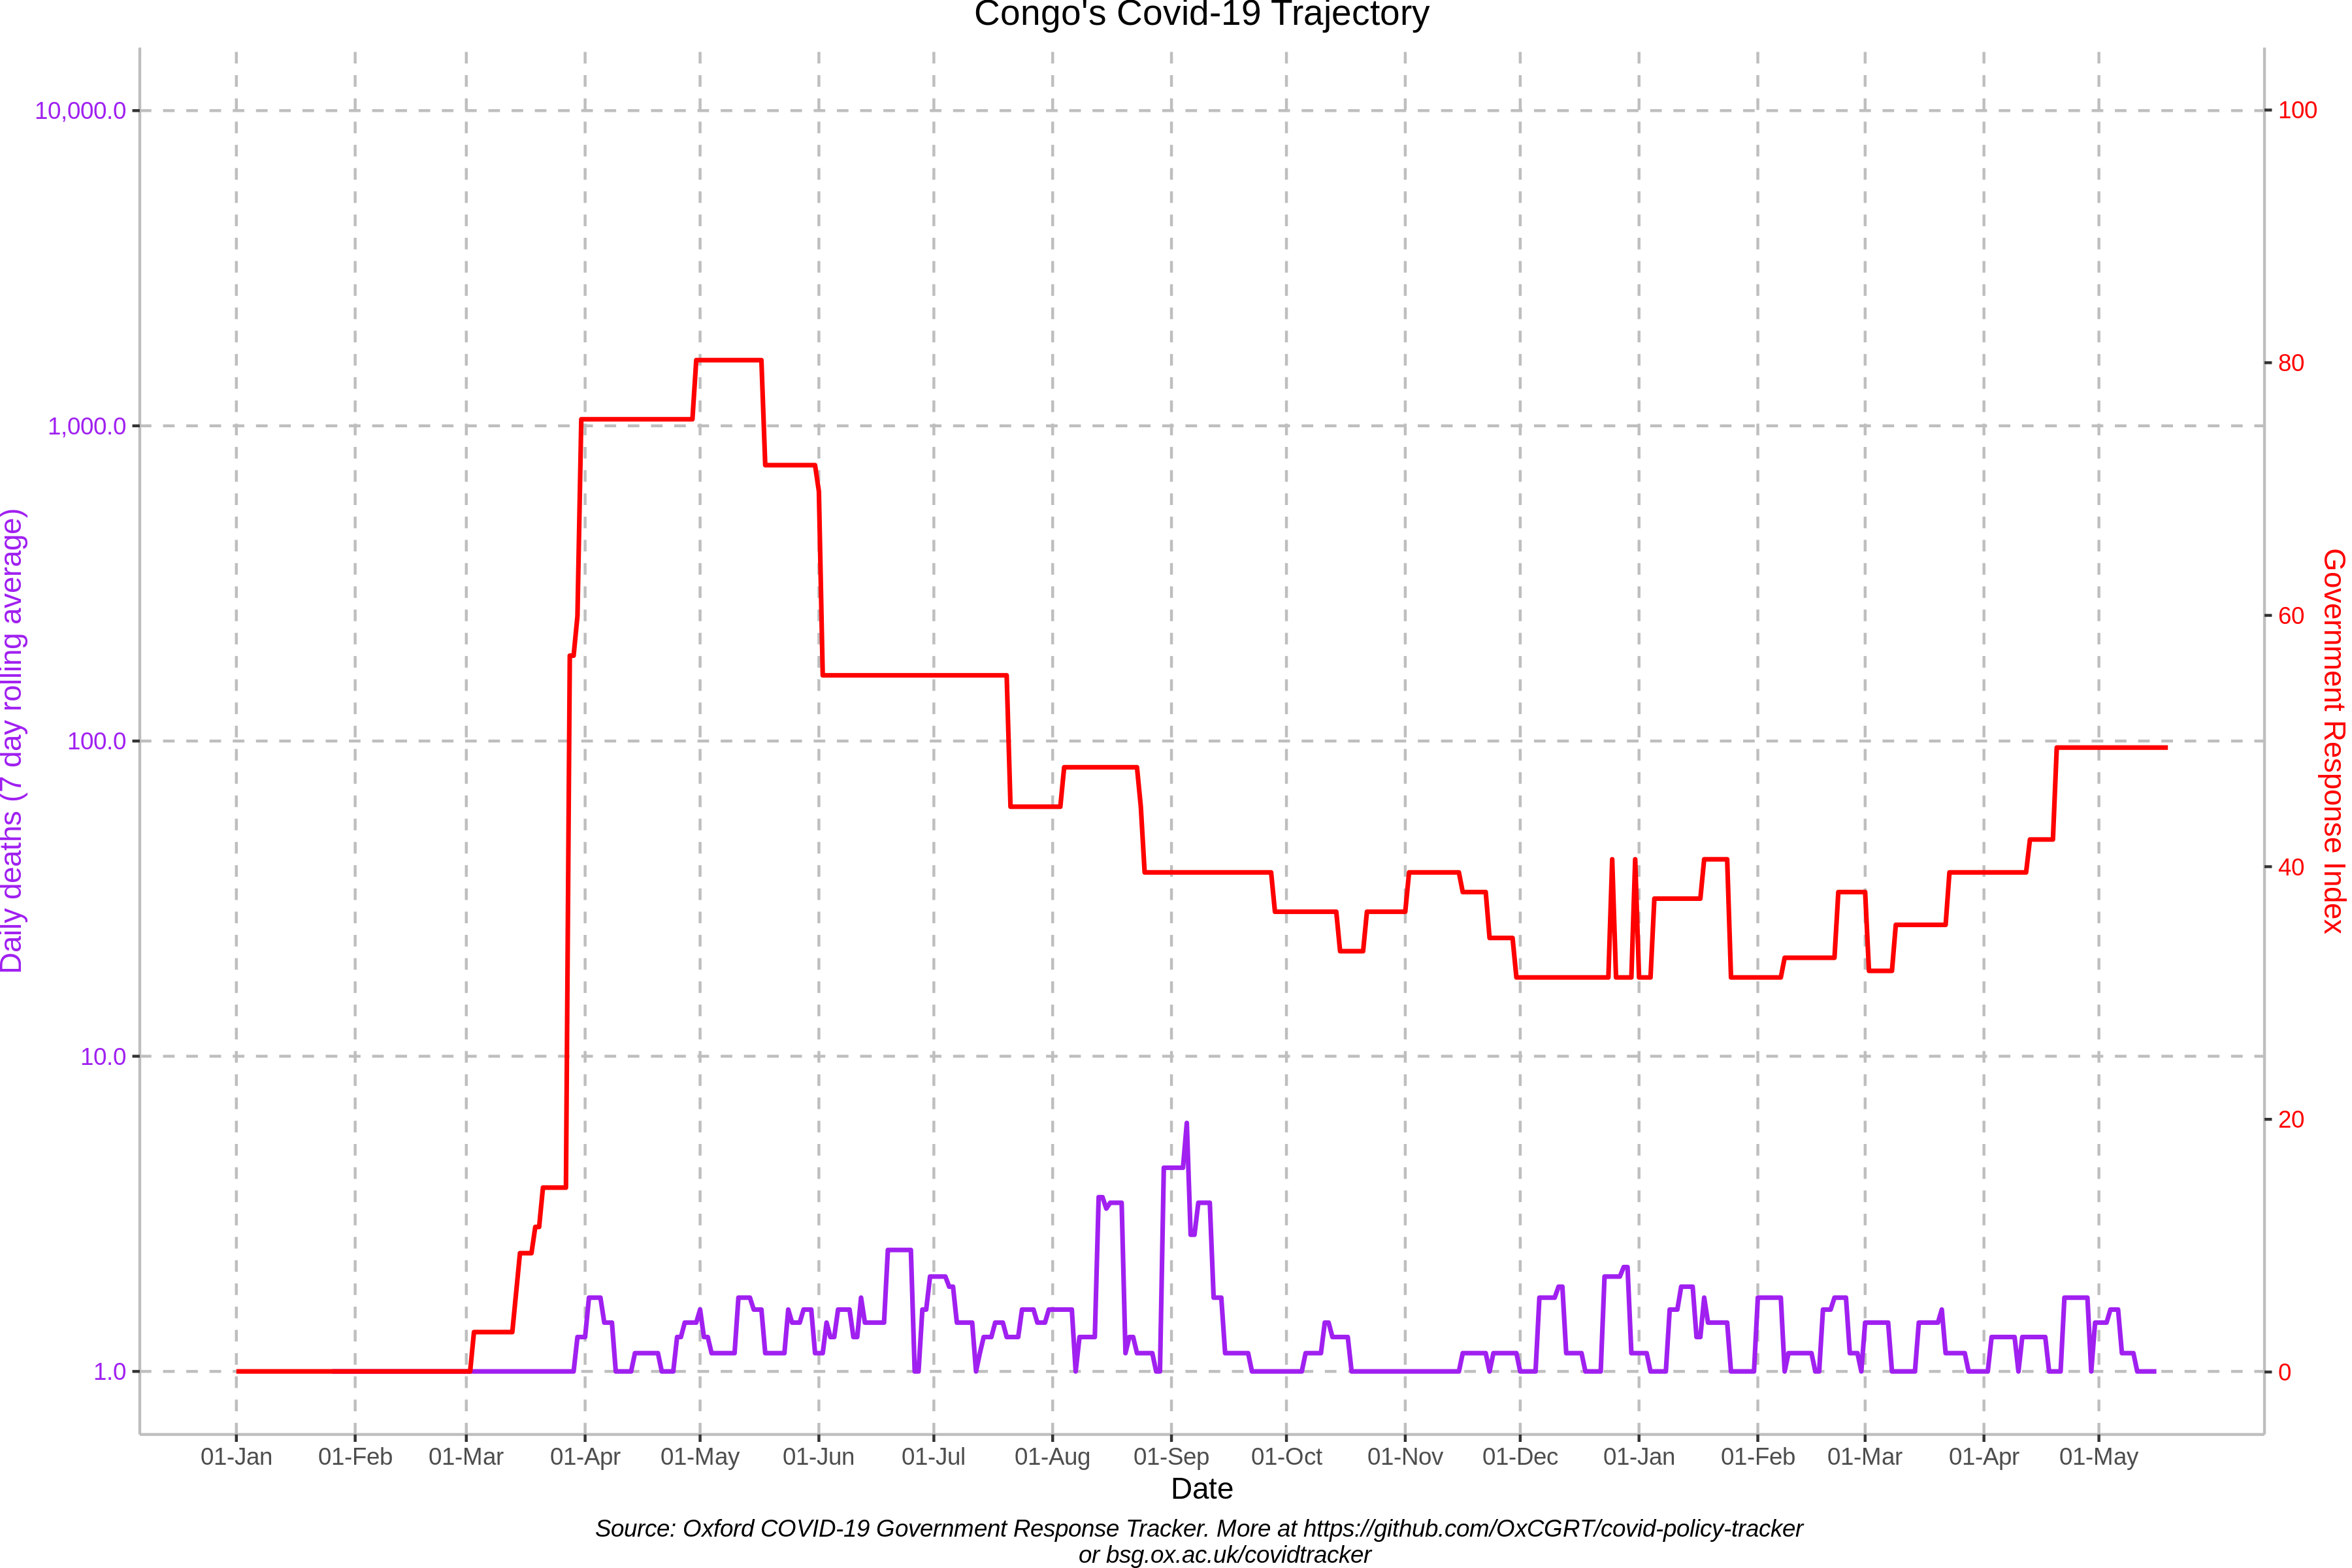 Congo's Covid-19 Trajectory
10,000.0
1,000.0
100.0
10.0
1.0
Daily deaths (7 day rolling average)
100
80
60
40
20
0
Government Response Index
01-Jan 01-Feb 01-Mar 01-Apr 01-May 01-Jun 01-Jul 01-Aug 01-Sep 01-Oct 01-Nov 01-Dec 01-Jan 01-Feb 01-Mar 01-Apr 01-May
Date
Source: Oxford COVID-19 Government Response Tracker. More at https://github.com/OxCGRT/covid-policy-tracker
or bsg.ox.ac.uk/covidtracker